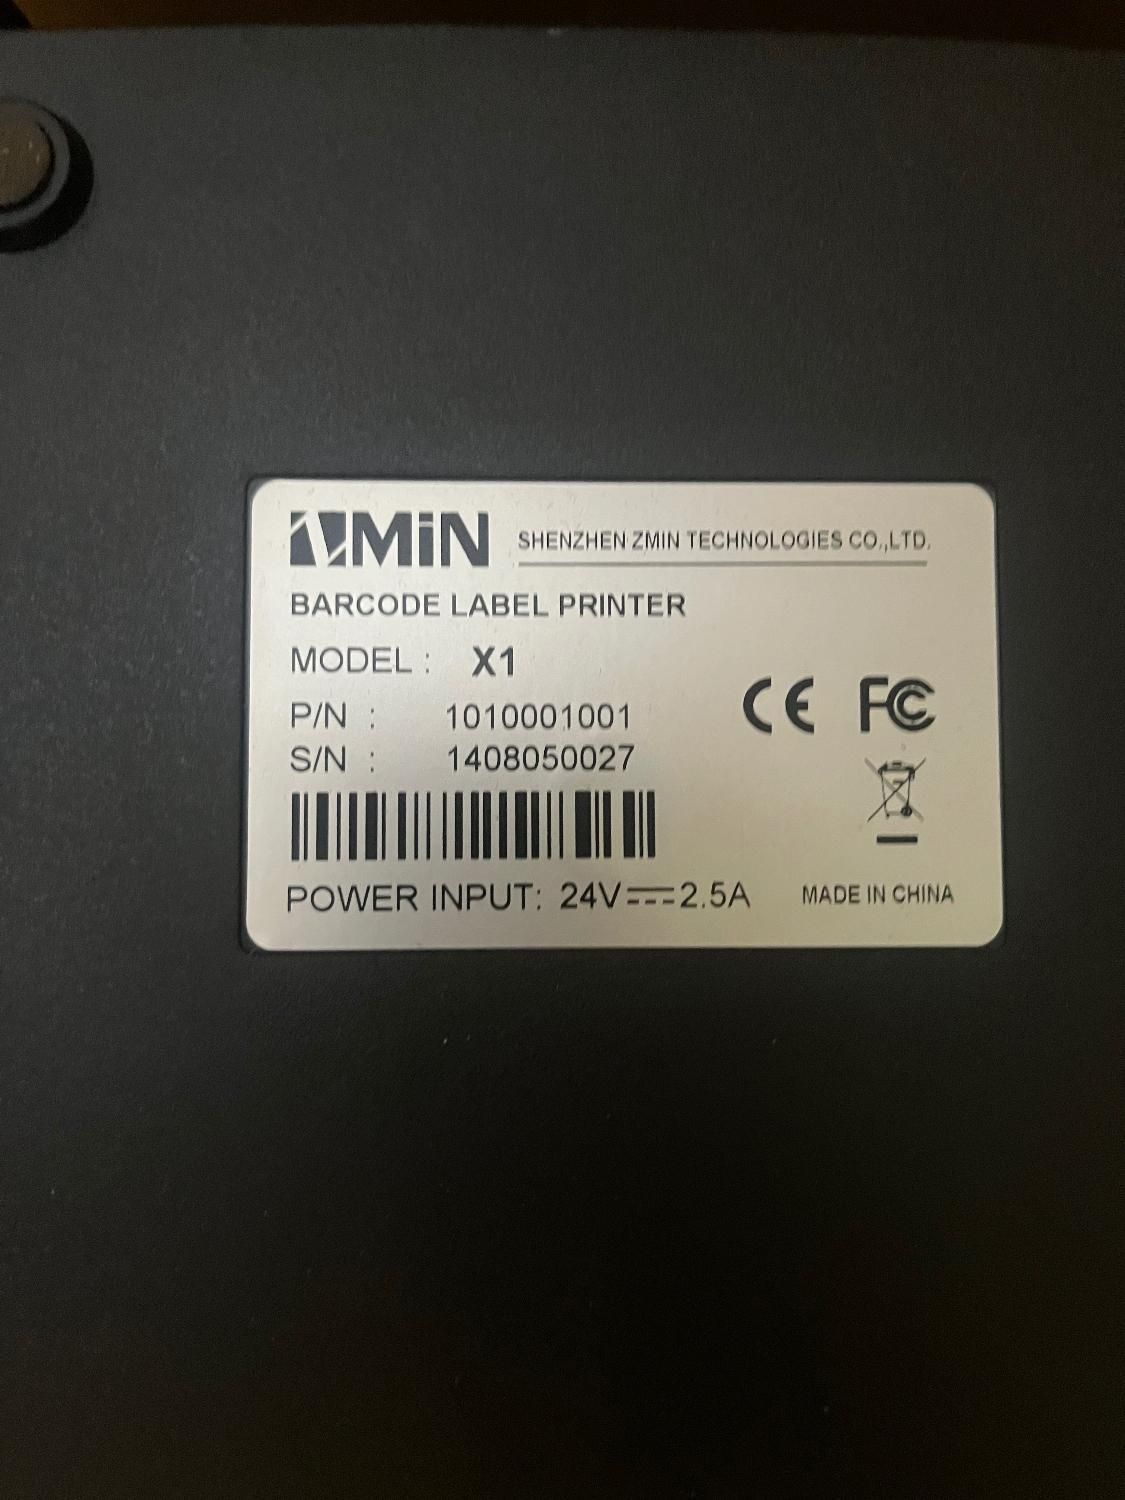 ZMiN SHENZHEN ZMIN TECHNOLOGIES CO.,LTD.
BARCODE LABEL PRINTER
MODEL : X1
P/N : 1010001001
S/N : 1408050027
CE FC
POWER INPUT: 24V⎓2.5A MADE IN CHINA